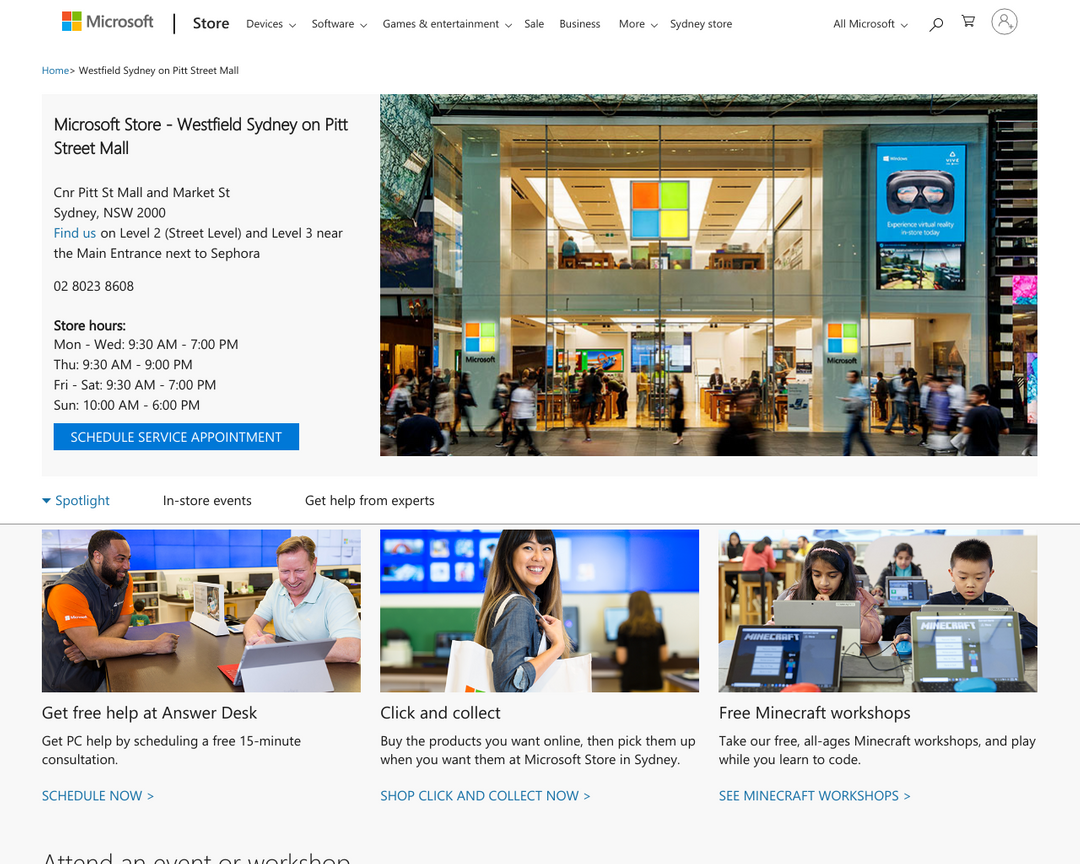 Microsoft
Store
Devices
Software
Games & entertainment
Sale
Business
More
Sydney store
All Microsoft
Home> Westfield Sydney on Pitt Street Mall
Microsoft Store - Westfield Sydney on Pitt
Street Mall
Cnr Pitt St Mall and Market St
Sydney, NSW 2000
Find us on Level 2 (Street Level) and Level 3 near
the Main Entrance next to Sephora
02 8023 8608
Store hours:
Mon - Wed: 9:30 AM - 7:00 PM
Thu: 9:30 AM - 9:00 PM
Fri - Sat: 9:30 AM - 7:00 PM
Sun: 10:00 AM - 6:00 PM
SCHEDULE SERVICE APPOINTMENT
Windows
VIVE
Experience virtual reality
in-store today
Microsoft
Microsoft
Spotlight
In-store events
Get help from experts
MINECRAFT
MINECRAFT
Get free help at Answer Desk
Get PC help by scheduling a free 15-minute
consultation.
SCHEDULE NOW >
Click and collect
Buy the products you want online, then pick them up
when you want them at Microsoft Store in Sydney.
SHOP CLICK AND COLLECT NOW >
Free Minecraft workshops
Take our free, all-ages Minecraft workshops, and play
while you learn to code.
SEE MINECRAFT WORKSHOPS >
Attend an event or workshop